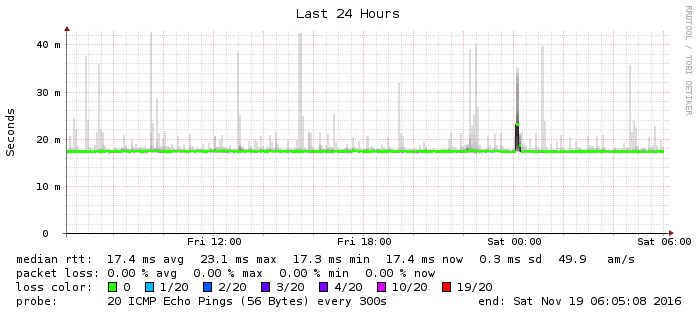 Last 24 Hours
RRDTOOL / TOBI OETIKER
Seconds
40 m
30 m
20 m
10 m
0
Fri 12:00 Fri 18:00 Sat 00:00 Sat 06:00
median rtt: 17.4 ms avg 23.1 ms max 17.3 ms min 17.4 ms now 0.3 ms sd 49.9 am/s
packet loss: 0.00 % avg 0.00 % max 0.00 % min 0.00 % now
loss color: 0 1/20 2/20 3/20 4/20 10/20 19/20
probe: 20 ICMP Echo Pings (56 Bytes) every 300s end: Sat Nov 19 06:05:08 2016